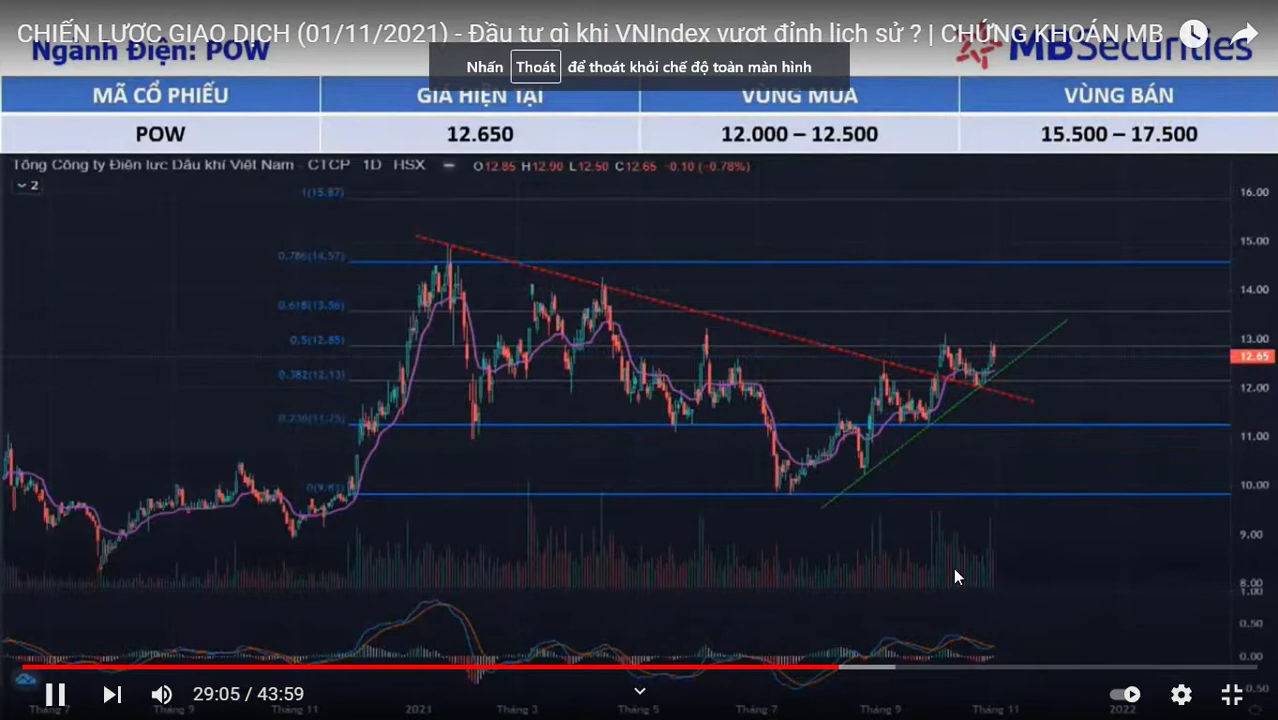 CHIẾN LƯỢC GIAO DỊCH (01/11/2021) - Đầu tư gì khi VNIndex vượt đỉnh lịch sử ? | CHỨNG KHOÁN MB
Ngành Điện: POW
MB Securities
Nhấn Thoát để thoát khỏi chế độ toàn màn hình
MÃ CỔ PHIẾU GIÁ HIỆN TẠI VÙNG MUA VÙNG BÁN
POW 12.650 12.000 – 12.500 15.500 – 17.500
Tổng Công ty Điện lực Dầu khí Việt Nam - CTCP 1D HSX O12.85 H12.90 L12.50 C12.65 -0.10 (-0.78%)
2
1(15.87)
16.00
15.00
0.786(14.57)
14.00
0.618(13.56)
13.00
0.5(12.85)
12.65
0.382(12.13)
12.00
11.00
10.00
9.00
8.00
1.00
0.50
0.00
0.50
29:05 / 43:59
Tháng 7 Tháng 9 Tháng 11 2021 Tháng 3 Tháng 5 Tháng 7 Tháng 9 Tháng 11 2022